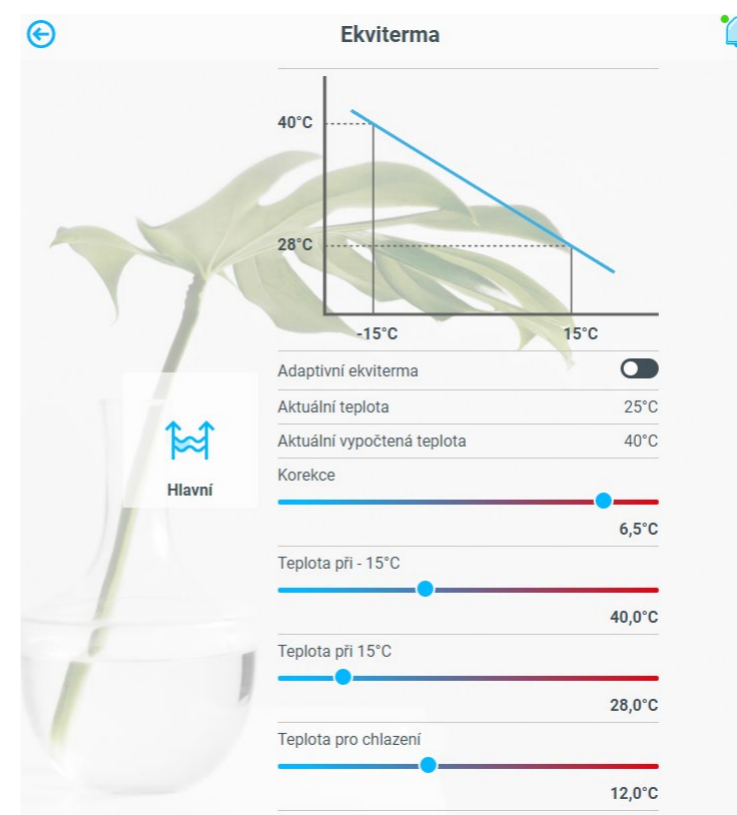 Ekviterma
40°C
28°C
-15°C 15°C
Adaptivní ekviterma
Aktuální teplota 25°C
Aktuální vypočtená teplota 40°C
Hlavní
Korekce
6,5°C
Teplota při - 15°C
40,0°C
Teplota při 15°C
28,0°C
Teplota pro chlazení
12,0°C